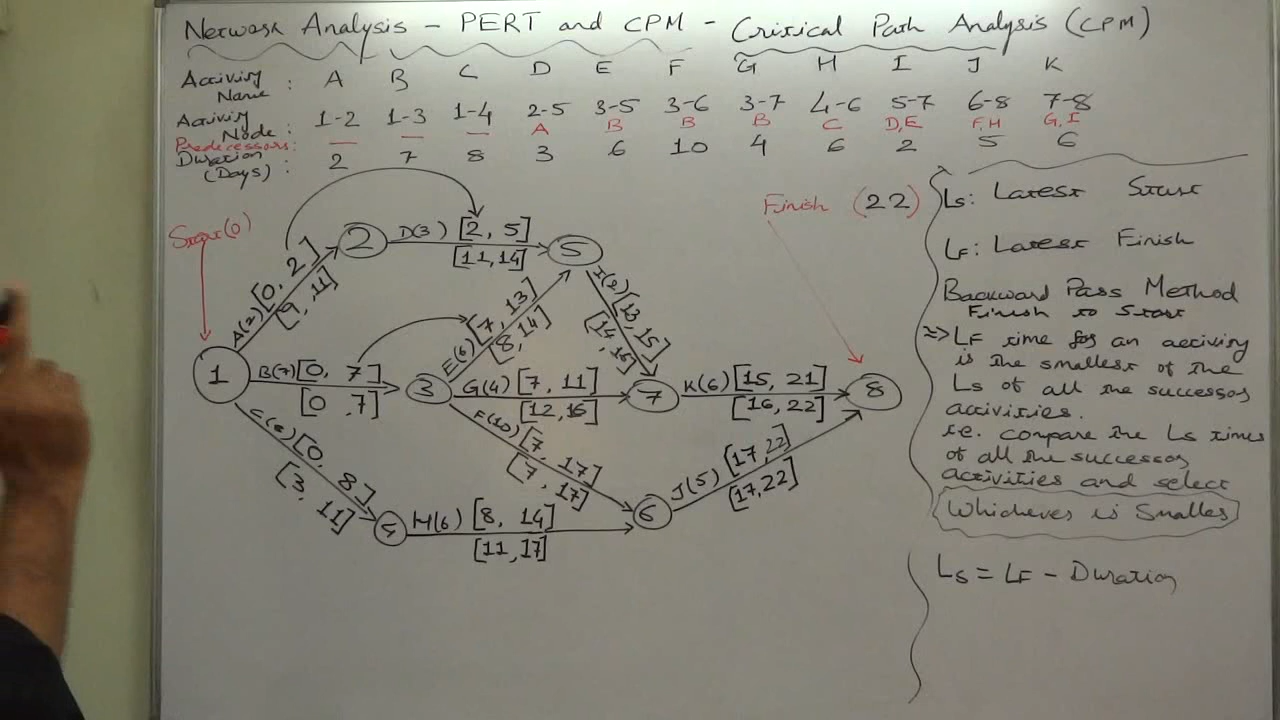 Network Analysis - PERT and CPM - Critical Path Analysis (CPM)
Activity Name : A B C D E F G H I J K
Activity Node : 1-2 1-3 1-4 2-5 3-5 3-6 3-7 4-6 5-7 6-8 7-8
Predecessors: — — — A B B B C D,E F,H G,I
Duration (Days) : 2 7 8 3 6 10 4 6 2 5 6
Start(0)
Finish (22)
1
A(2) [0, 2]
[9, 11]
2
D(3) [2, 5]
[11, 14]
5
B(7) [0, 7]
[0, 7]
3
E(6) [7, 13]
[8, 14]
I(2) [13, 15]
[14, 16]
G(4) [7, 11]
[12, 16]
7
K(6) [15, 21]
[16, 22]
8
F(10) [7, 17]
[7, 17]
C(8) [0, 8]
[3, 11]
4
H(6) [8, 14]
[11, 17]
6
J(5) [17, 22]
[17, 22]
LS: Latest Start
LF: Latest Finish
Backward Pass Method
Finish to Start
=> LF time for an activity
is the smallest of the
LS of all the successor
activities.
i.e. compare the LS times
of all the successor
activities and select
Whichever is Smaller
LS = LF - Duration